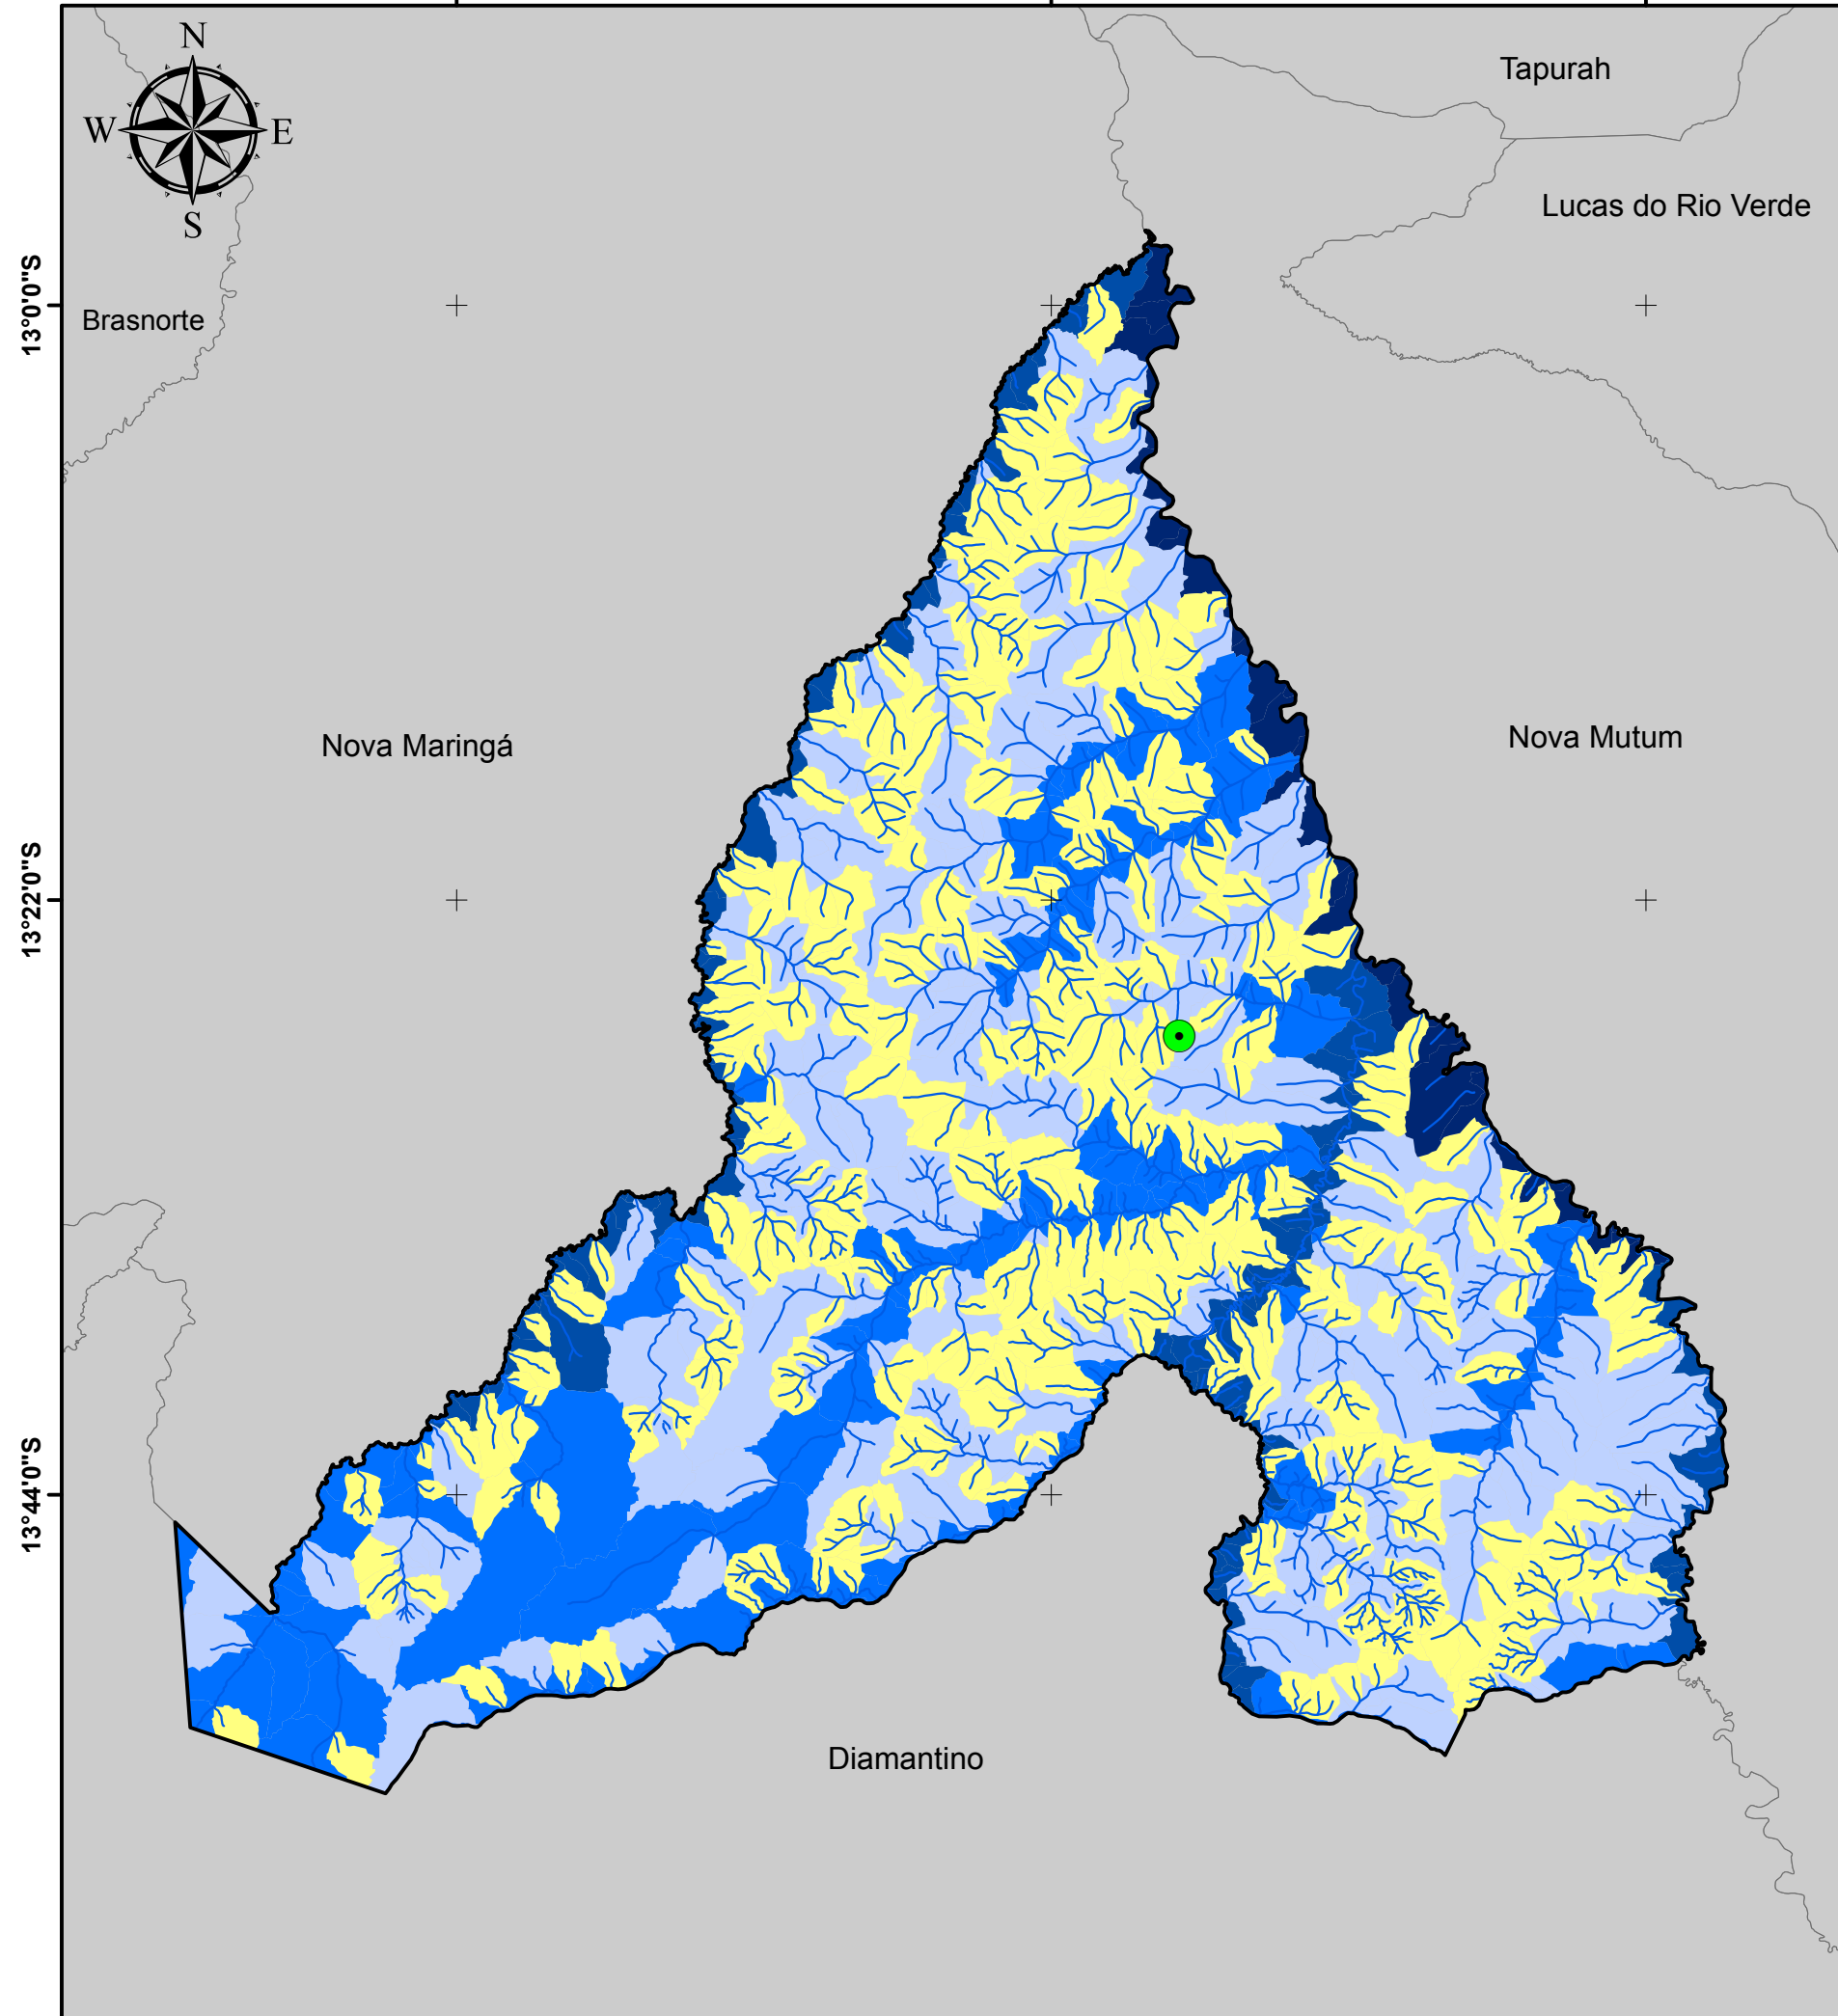 N
W E
S
Tapurah
Lucas do Rio Verde
13°0'0"S
Brasnorte
Nova Maringá
Nova Mutum
13°22'0"S
13°44'0"S
Diamantino